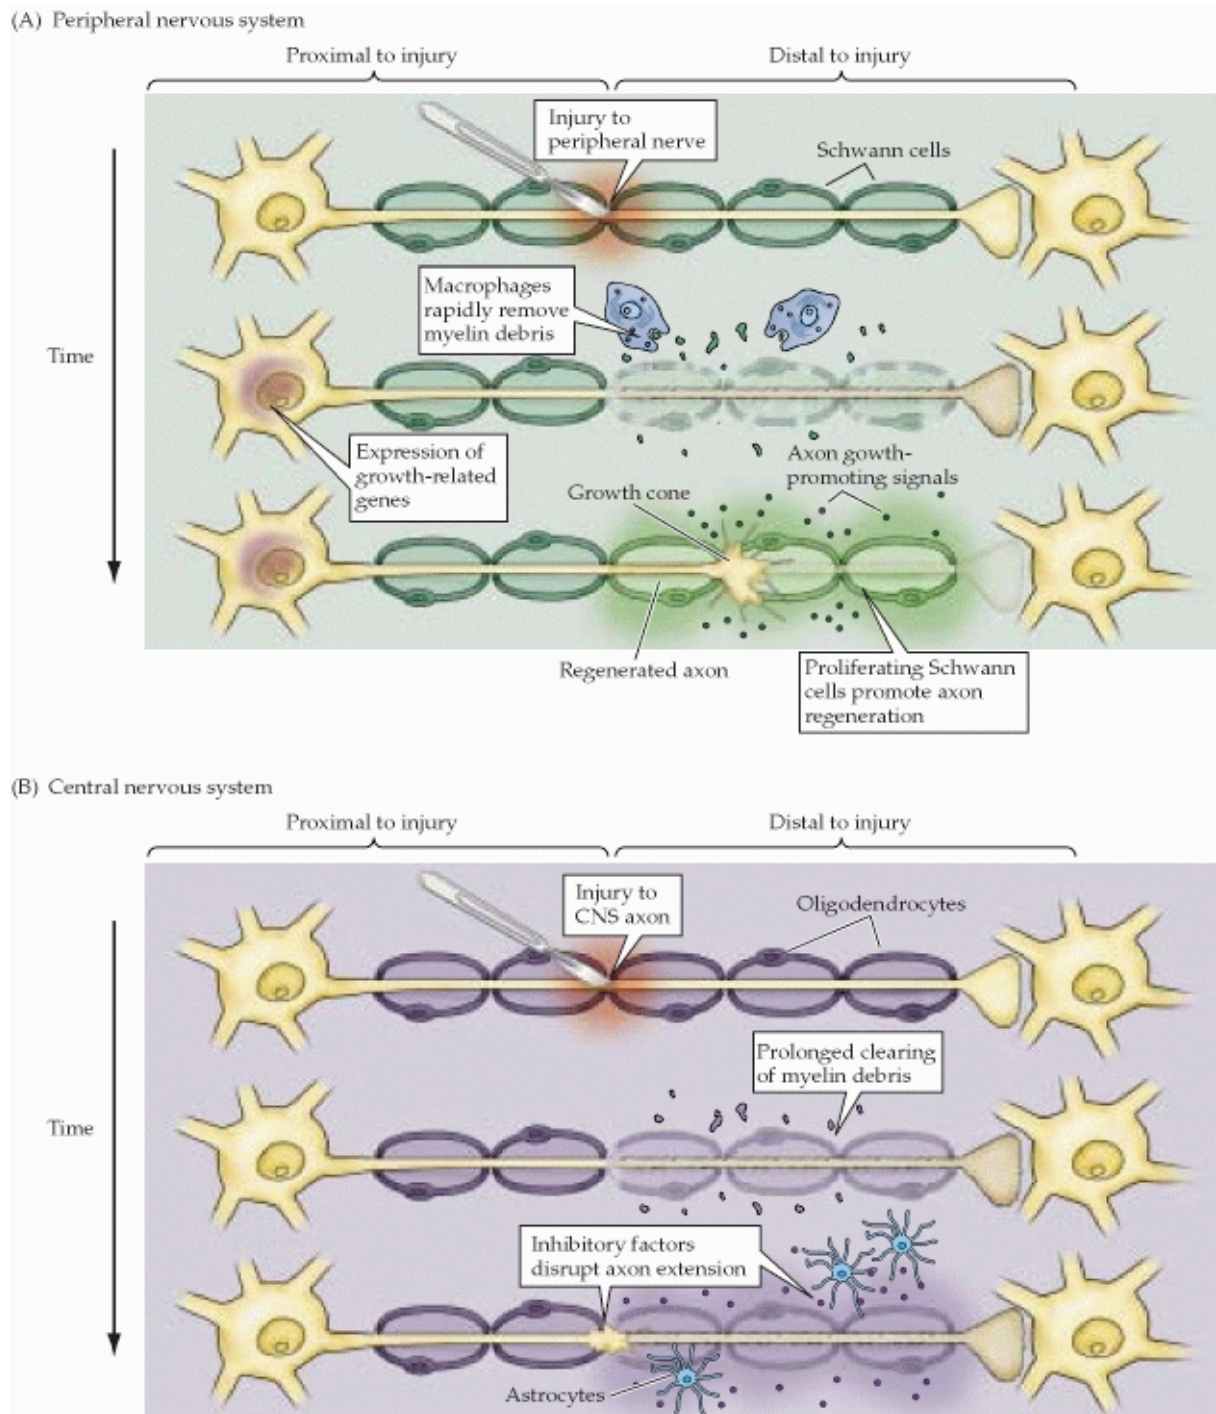 (A) Peripheral nervous system
Proximal to injury
Distal to injury
Injury to
peripheral nerve
Schwann cells
Macrophages
rapidly remove
myelin debris
Time
Expression of
growth-related
genes
Axon gowth-
promoting signals
Growth cone
Regenerated axon
Proliferating Schwann
cells promote axon
regeneration
(B) Central nervous system
Proximal to injury
Distal to injury
Injury to
CNS axon
Oligodendrocytes
Prolonged clearing
of myelin debris
Time
Inhibitory factors
disrupt axon extension
Astrocytes